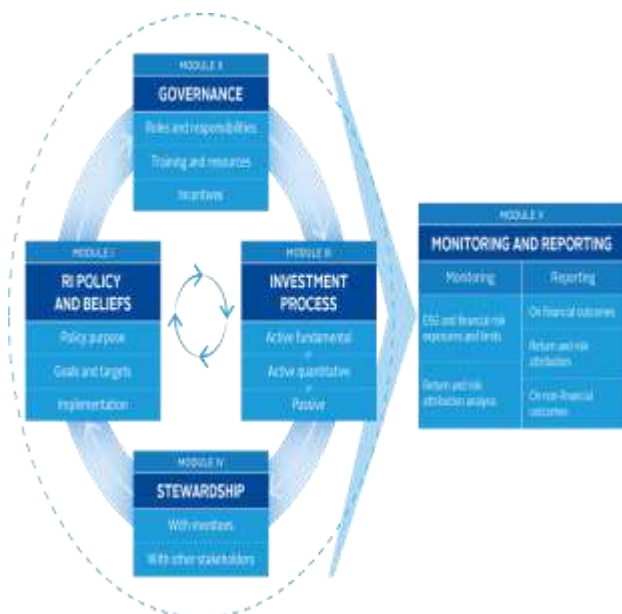 MODULE II
GOVERNANCE
Roles and responsibilities
Training and resources
Incentives
MODULE I
RI POLICY
AND BELIEFS
Policy purpose
Goals and targets
Implementation
MODULE III
INVESTMENT
PROCESS
Active fundamental
or
Active quantitative
or
Passive
MODULE IV
STEWARDSHIP
With investees
With other stakeholders
MODULE V
MONITORING AND REPORTING
Monitoring
ESG and financial risk
exposures and limits
Return and risk
attribution analysis
Reporting
On financial outcomes
Return and risk
attribution
On non-financial
outcomes